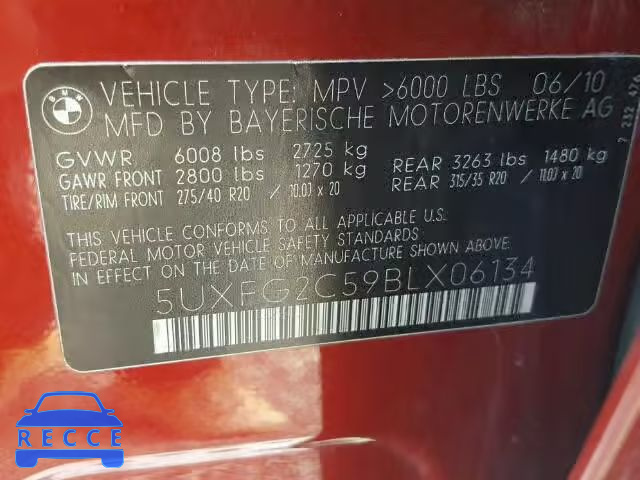 BMW
VEHICLE TYPE: MPV >6000 LBS 06/10
MFD BY BAYERISCHE MOTORENWERKE AG
GVWR 6008 lbs 2725 kg
GAWR FRONT 2800 lbs 1270 kg REAR 3263 lbs 1480 kg
TIRE/RIM FRONT 275/40 R20 // 10.0J x 20 REAR 315/35 R20 // 11.0J x 20
THIS VEHICLE CONFORMS TO ALL APPLICABLE U.S.
FEDERAL MOTOR VEHICLE SAFETY STANDARDS
IN EFFECT ON THE DATE OF MANUFACTURE SHOWN ABOVE.
5UXFG2C59BLX06134
RECCE